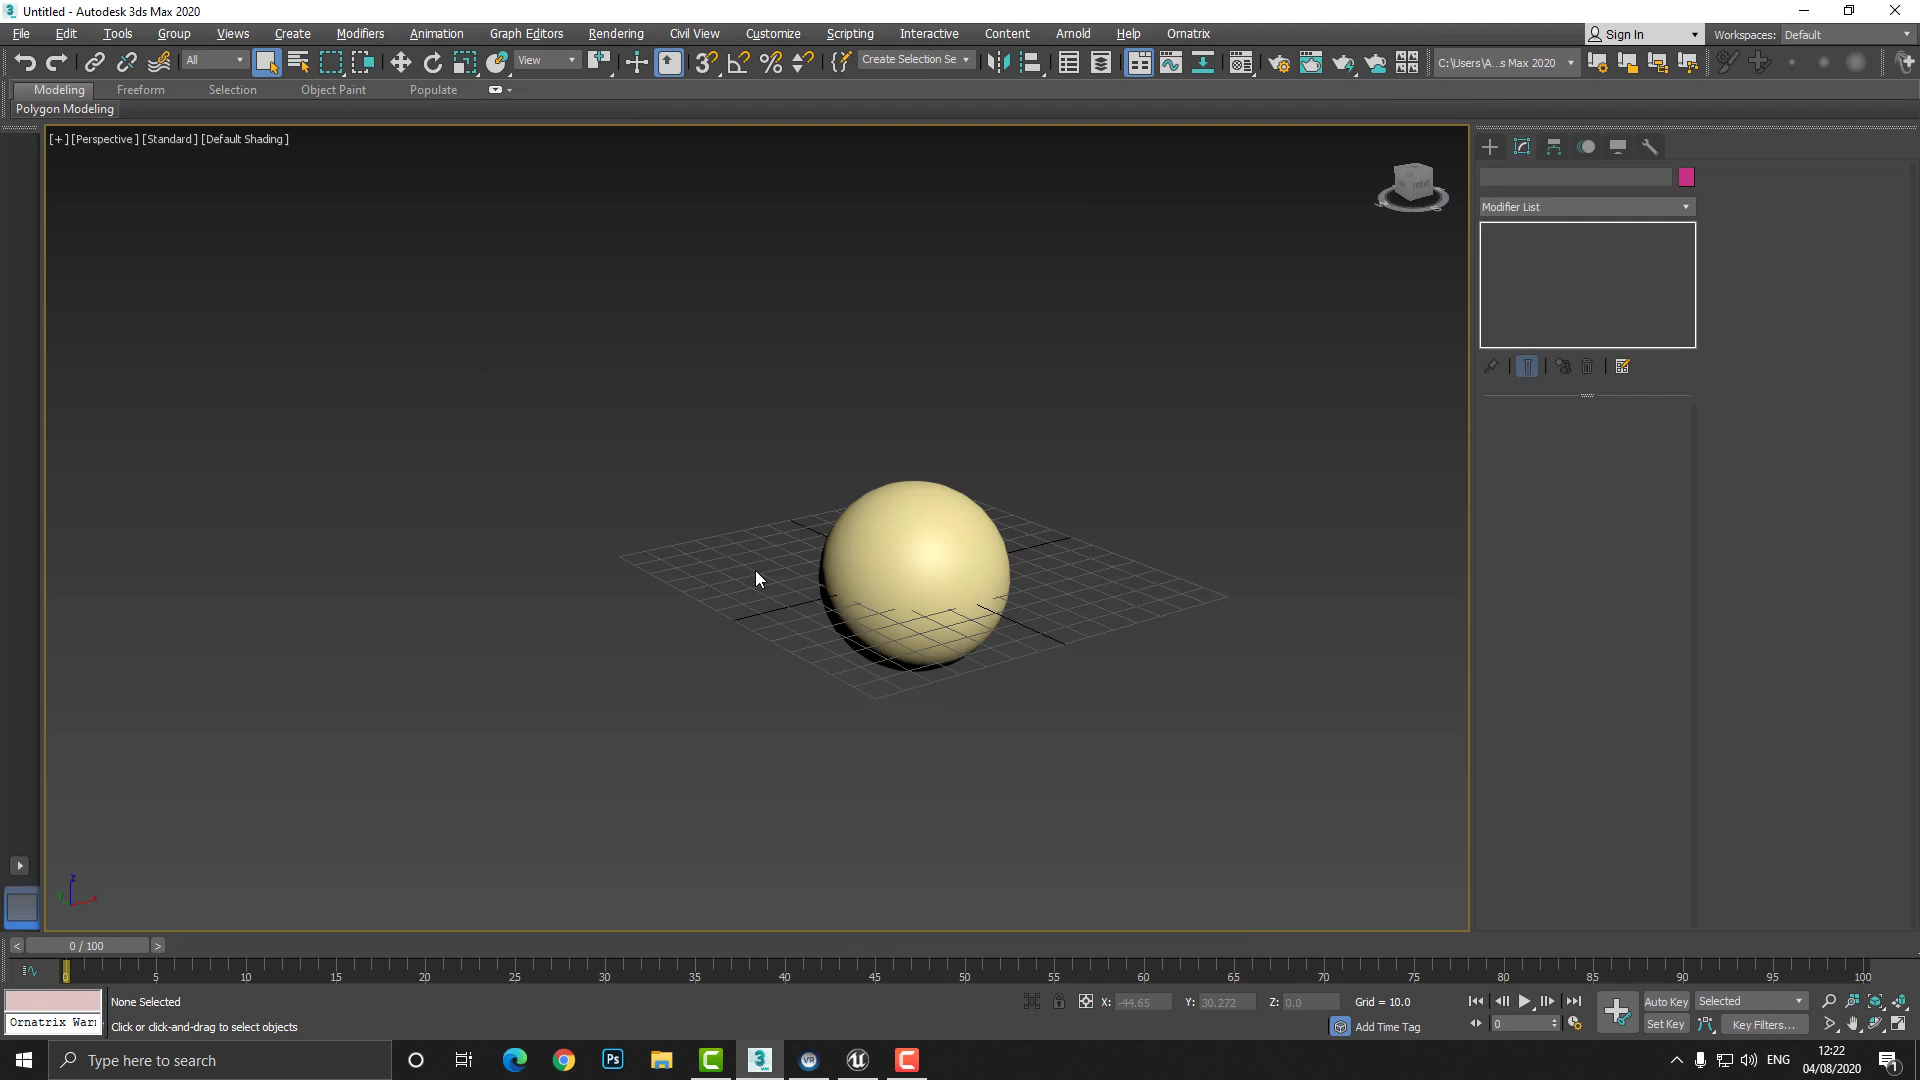 Untitled - Autodesk 3ds Max 2020
File Edit Tools Group Views Create Modifiers Animation Graph Editors Rendering Civil View Customize Scripting Interactive Content Arnold Help Ornatrix Sign In Workspaces: Default
All View Create Selection Se C:\Users\A...s Max 2020
Modeling Freeform Selection Object Paint Populate
Polygon Modeling
[+] [Perspective] [Standard] [Default Shading]
Modifier List
z
y x
< 0 / 100 >
0 5 10 15 20 25 30 35 40 45 50 55 60 65 70 75 80 85 90 95 100
None Selected X: -44.65 Y: 30.272 Z: 0.0 Grid = 10.0 Auto Key Selected
Ornatrix War Click or click-and-drag to select objects Add Time Tag 0 Set Key Key Filters...
Type here to search Ps 3 MAX VR ENG 12:22
04/08/2020 1